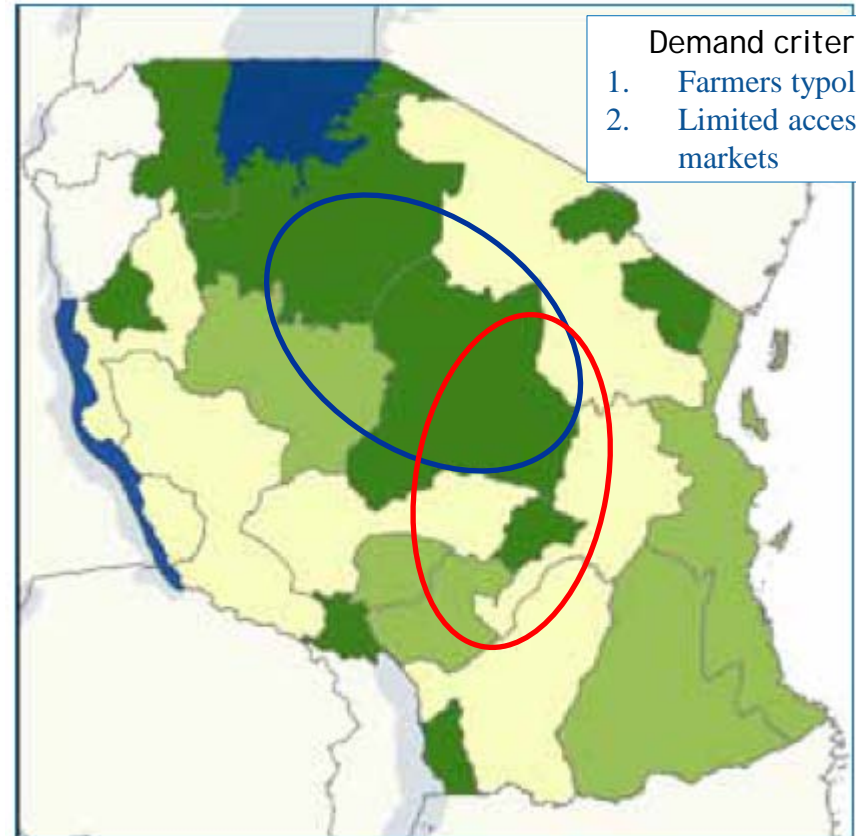 Demand criter
1. Farmers typol
2. Limited acces
markets